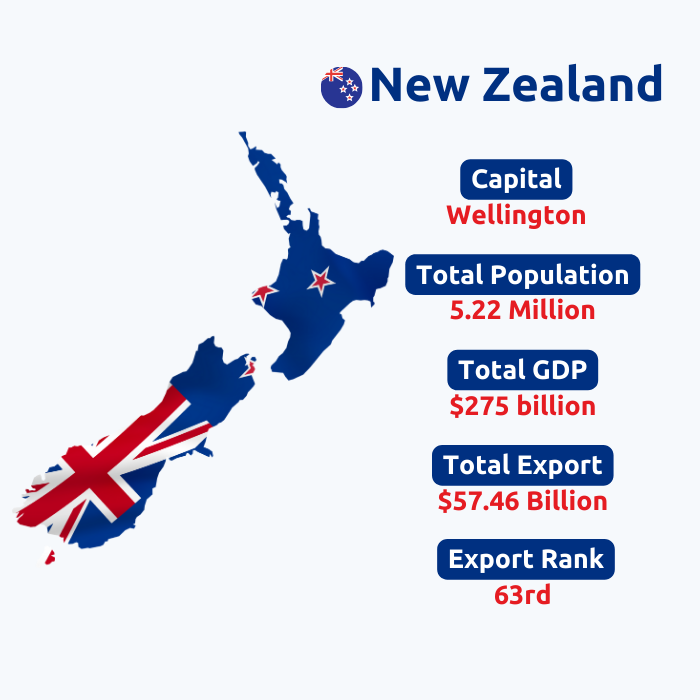 New Zealand
Capital
Wellington
Total Population
5.22 Million
Total GDP
$275 billion
Total Export
$57.46 Billion
Export Rank
63rd